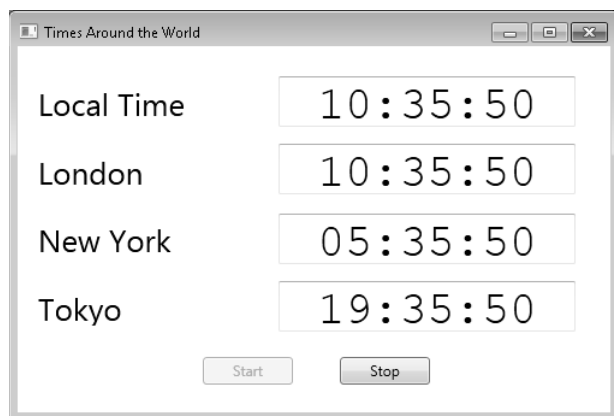 Times Around the World
Local Time 10:35:50
London 10:35:50
New York 05:35:50
Tokyo 19:35:50
Start Stop